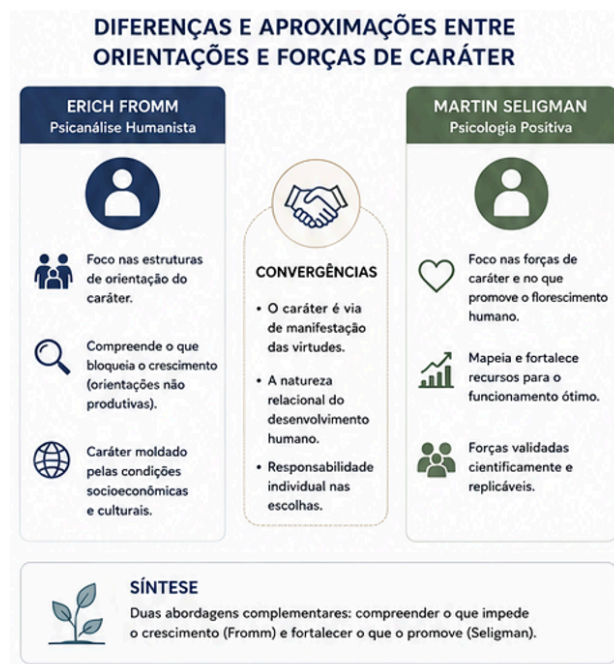 DIFERENÇAS E APROXIMAÇÕES ENTRE
ORIENTAÇÕES E FORÇAS DE CARÁTER
ERICH FROMM
Psicanálise Humanista
Foco nas estruturas
de orientação do
caráter.
Compreende o que
bloqueia o crescimento
(orientações não
produtivas).
Caráter moldado
pelas condições
socioeconômicas
e culturais.
CONVERGÊNCIAS
• O caráter é via
de manifestação
das virtudes.
• A natureza
relacional do
desenvolvimento
humano.
• Responsabilidade
individual nas
escolhas.
MARTIN SELIGMAN
Psicologia Positiva
Foco nas forças de
caráter e no que
promove o florescimento
humano.
Mapeia e fortalece
recursos para o
funcionamento ótimo.
Forças validadas
cientificamente e
replicáveis.
SÍNTESE
Duas abordagens complementares: compreender o que impede
o crescimento (Fromm) e fortalecer o que o promove (Seligman).